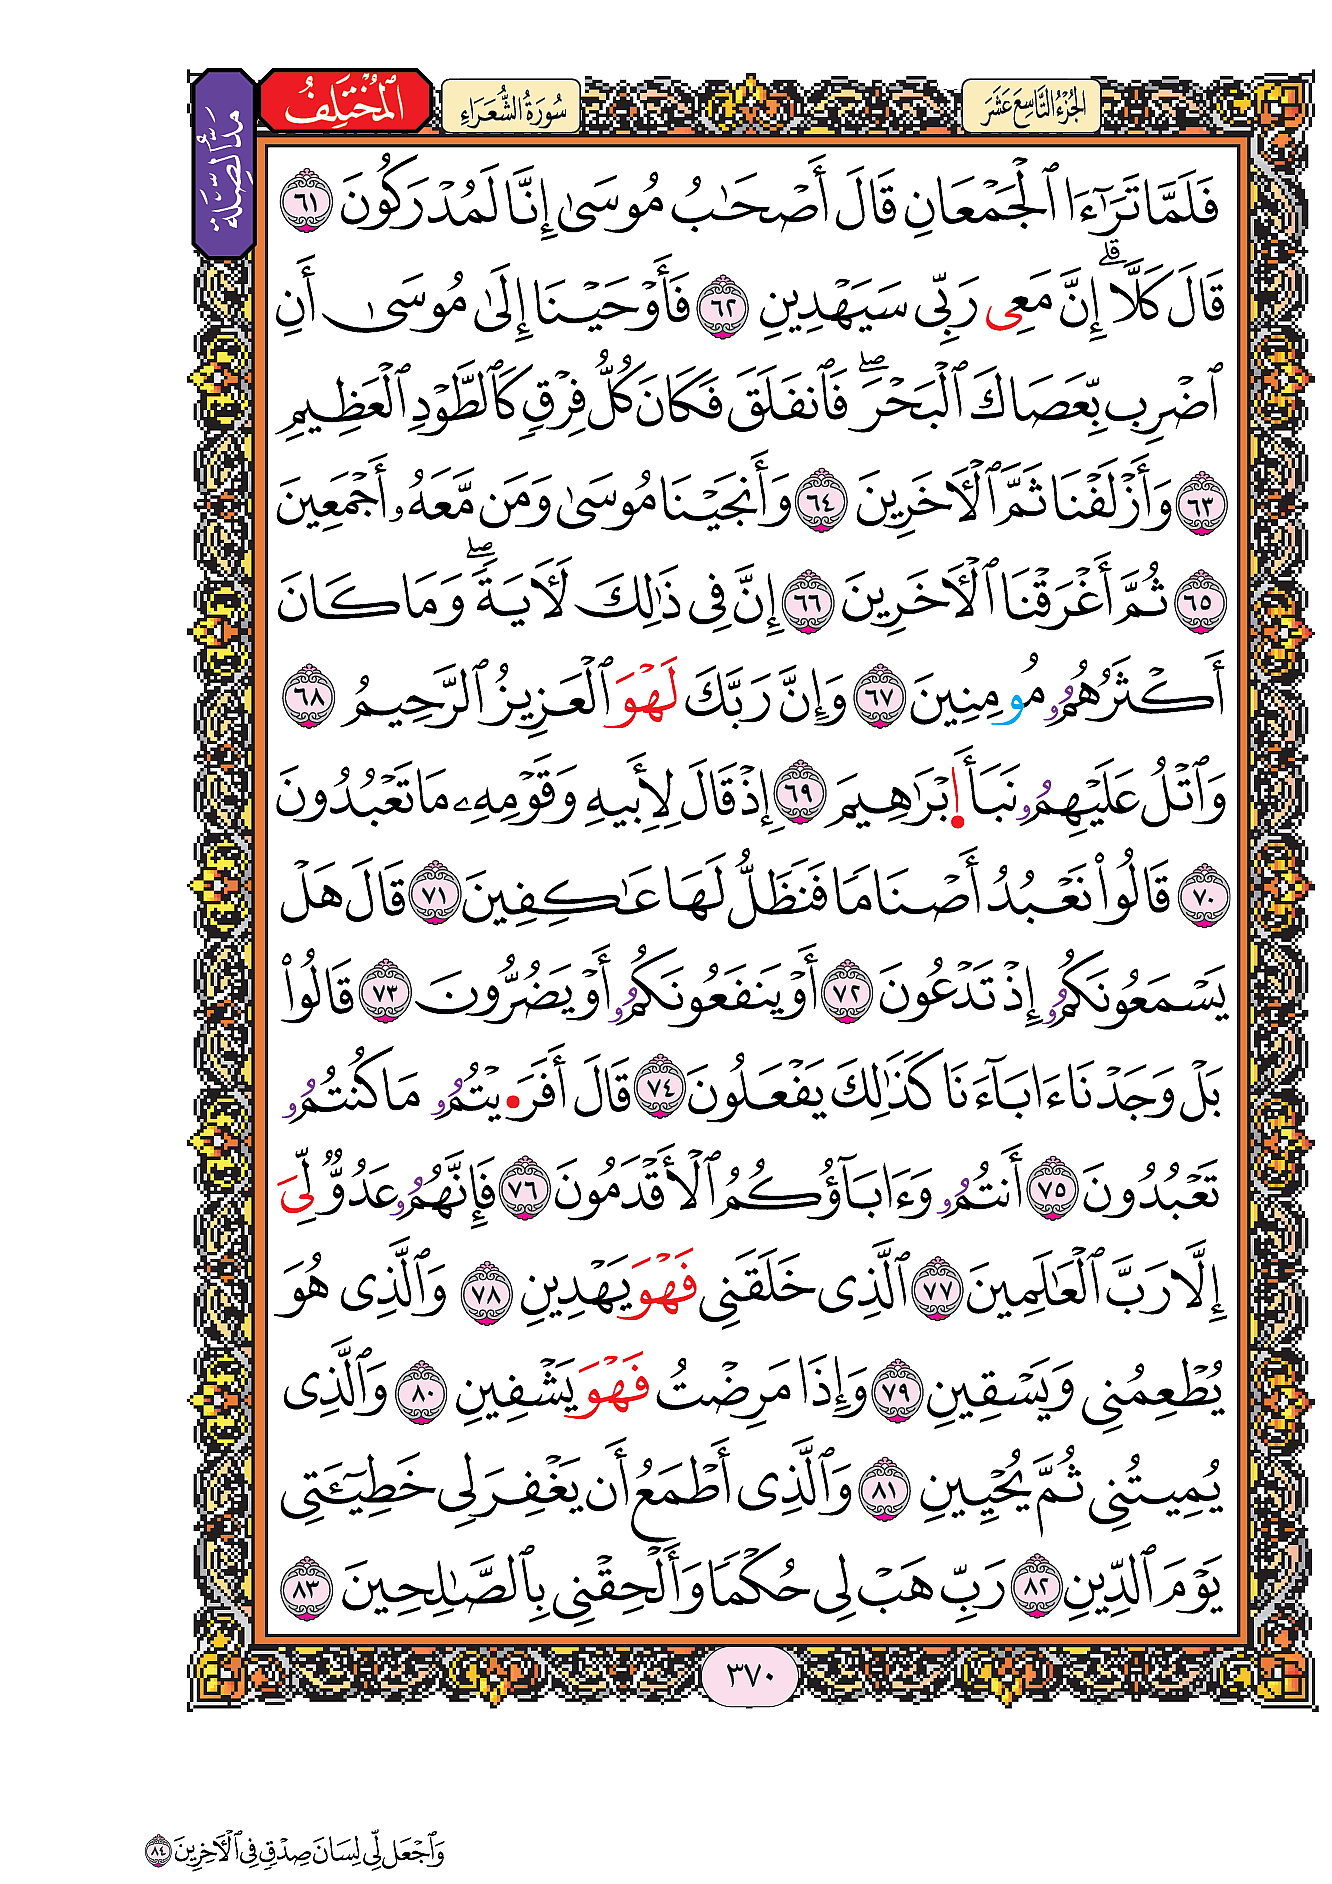 مَدُّ الصِّلَة
الْمُخْتَلِفُ
سُورَةُ الشُّعَرَاءِ
الجُزْءُ التَّاسِعَ عَشَرَ
فَلَمَّا تَرَٰٓءَا ٱلْجَمْعَانِ قَالَ أَصْحَٰبُ مُوسَىٰ إِنَّا لَمُدْرَكُونَ ٦١
قَالَ كَلَّآ ۖ إِنَّ مَعِى رَبِّى سَيَهْدِينِ ٦٢ فَأَوْحَيْنَا إِلَىٰ مُوسَىٰ أَنِ
ٱضْرِب بِّعَصَاكَ ٱلْبَحْرَ ۖ فَٱنفَلَقَ فَكَانَ كُلُّ فِرْقٍ كَٱلطَّوْدِ ٱلْعَظِيمِ
٦٣ وَأَزْلَفْنَا ثَمَّ ٱلْأَخَرِينَ ٦٤ وَأَنجَيْنَا مُوسَىٰ وَمَن مَّعَهُۥ أَجْمَعِينَ
٦٥ ثُمَّ أَغْرَقْنَا ٱلْأَخَرِينَ ٦٦ إِنَّ فِى ذَٰلِكَ لَأَيَةً ۖ وَمَا كَانَ
أَكْثَرُهُمُۥ مُومِنِينَ ٦٧ وَإِنَّ رَبَّكَ لَهْوَ ٱلْعَزِيزُ ٱلرَّحِيمُ ٦٨
وَٱتْلُ عَلَيْهِمُۥ نَبَأَ اِبْرَٰهِيمَ ٦٩ إِذْ قَالَ لِأَبِيهِ وَقَوْمِهِۦ مَا تَعْبُدُونَ
٧٠ قَالُوا۟ نَعْبُدُ أَصْنَامًا فَنَظَلُّ لَهَا عَٰكِفِينَ ٧١ قَالَ هَلْ
يَسْمَعُونَكُمُۥ إِذْ تَدْعُونَ ٧٢ أَوْ يَنفَعُونَكُمُۥ أَوْ يَضُرُّونَ ٧٣ قَالُوا۟
بَلْ وَجَدْنَا ءَابَآءَنَا كَذَٰلِكَ يَفْعَلُونَ ٧٤ قَالَ أَفَرَ•يْتُمُۥ مَا كُنتُمُۥ
تَعْبُدُونَ ٧٥ أَنتُمُۥ وَءَابَآؤُكُمُ ٱلْأَقْدَمُونَ ٧٦ فَإِنَّهُمُۥ عَدُوٌّ لِّىَ
إِلَّا رَبَّ ٱلْعَٰلَمِينَ ٧٧ ٱلَّذِى خَلَقَنِى فَهْوَ يَهْدِينِ ٧٨ وَٱلَّذِى هُوَ
يُطْعِمُنِى وَيَسْقِينِ ٧٩ وَإِذَا مَرِضْتُ فَهْوَ يَشْفِينِ ٨٠ وَٱلَّذِى
يُمِيتُنِى ثُمَّ يُحْيِينِ ٨١ وَٱلَّذِى أَطْمَعُ أَن يَغْفِرَ لِى خَطِيٓـَٔتِى
يَوْمَ ٱلدِّينِ ٨٢ رَبِّ هَبْ لِى حُكْمًا وَأَلْحِقْنِى بِٱلصَّٰلِحِينَ ٨٣
٣٧٠
وَٱجْعَل لِّى لِسَانَ صِدْقٍ فِى ٱلْأَخِرِينَ ٨٤